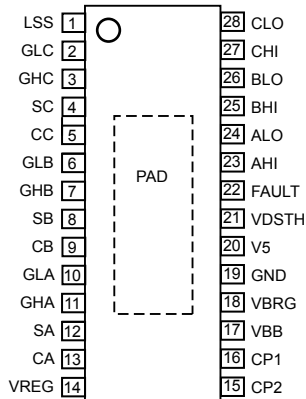 LSS 1 28 CLO
GLC 2 27 CHI
GHC 3 26 BLO
SC 4 25 BHI
CC 5 24 ALO
GLB 6 23 AHI
GHB 7 PAD 22 FAULT
SB 8 21 VDSTH
CB 9 20 V5
GLA 10 19 GND
GHA 11 18 VBRG
SA 12 17 VBB
CA 13 16 CP1
VREG 14 15 CP2